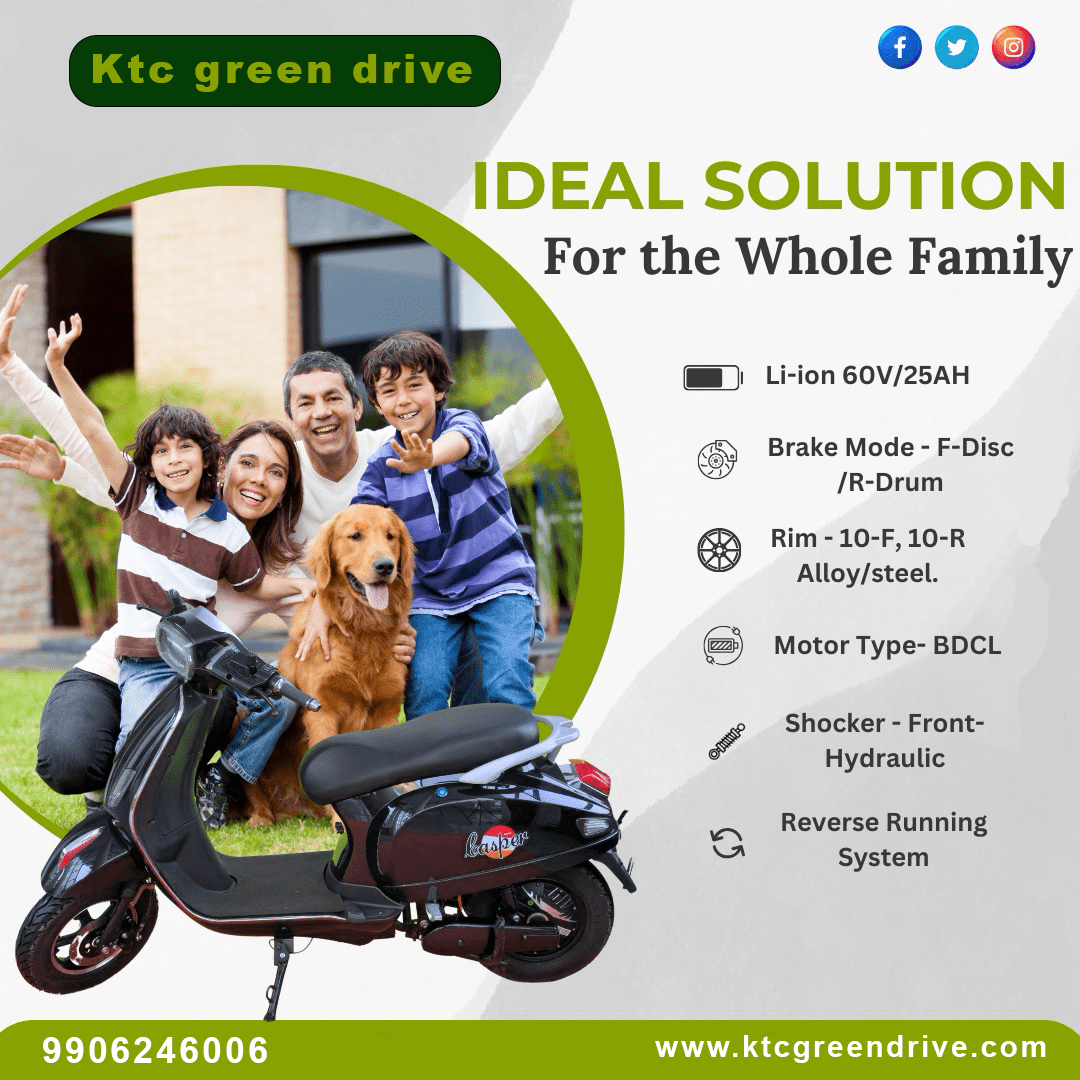 Ktc green drive
IDEAL SOLUTION
For the Whole Family
Li-ion 60V/25AH
Brake Mode - F-Disc
/R-Drum
Rim - 10-F, 10-R
Alloy/steel.
Motor Type- BDCL
Shocker - Front-
Hydraulic
Reverse Running
System
Casper
9906246006
www.ktcgreendrive.com